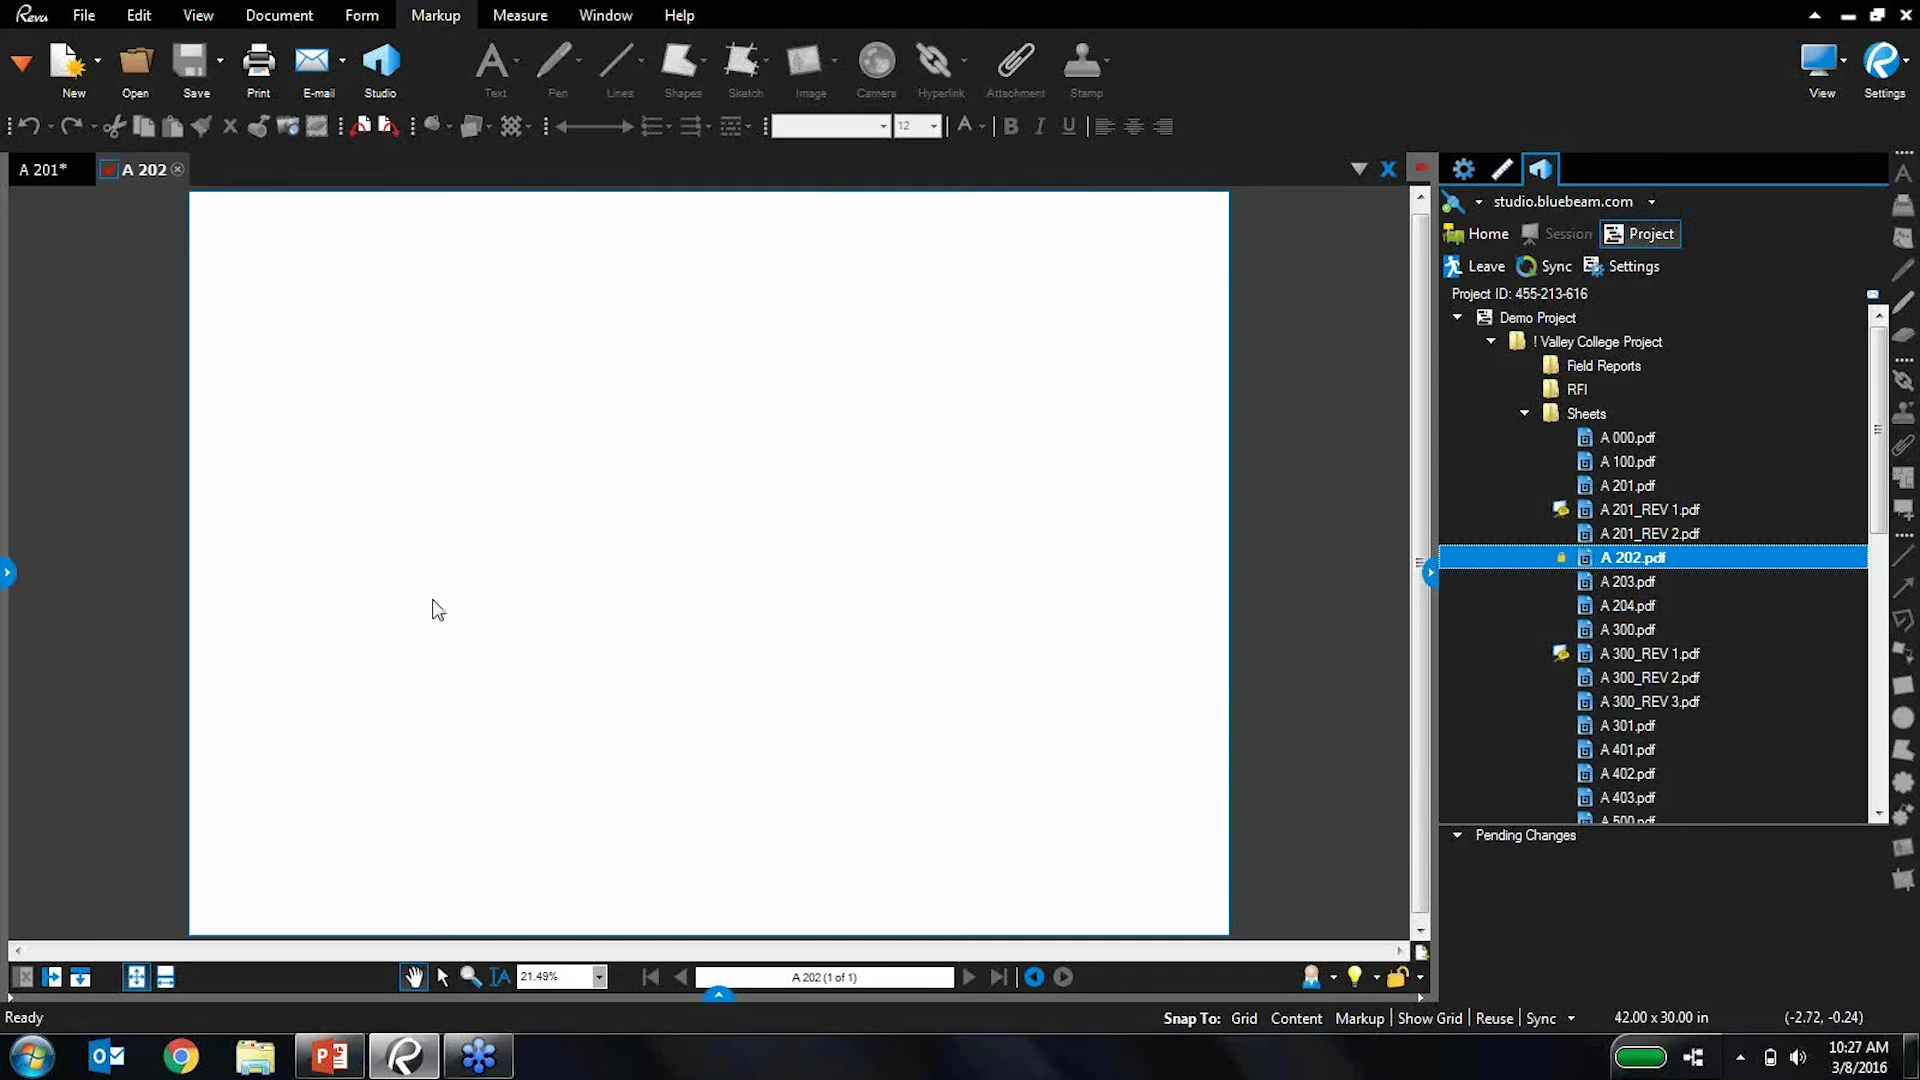 Revu File Edit View Document Form Markup Measure Window Help
New Open Save Print E-mail Studio Text Pen Lines Shapes Sketch Image Camera Hyperlink Attachment Stamp View Settings
12 A B I U
A 201* A 202
studio.bluebeam.com
Home Session Project
Leave Sync Settings
Project ID: 455-213-616
Demo Project
! Valley College Project
Field Reports
RFI
Sheets
A 000.pdf
A 100.pdf
A 201.pdf
A 201_REV 1.pdf
A 201_REV 2.pdf
A 202.pdf
A 203.pdf
A 204.pdf
A 300.pdf
A 300_REV 1.pdf
A 300_REV 2.pdf
A 300_REV 3.pdf
A 301.pdf
A 401.pdf
A 402.pdf
A 403.pdf
A 500.pdf
Pending Changes
21.49% A 202 (1 of 1)
Ready Snap To: Grid Content Markup Show Grid Reuse Sync 42.00 x 30.00 in (-2.72, -0.24)
10:27 AM
3/8/2016